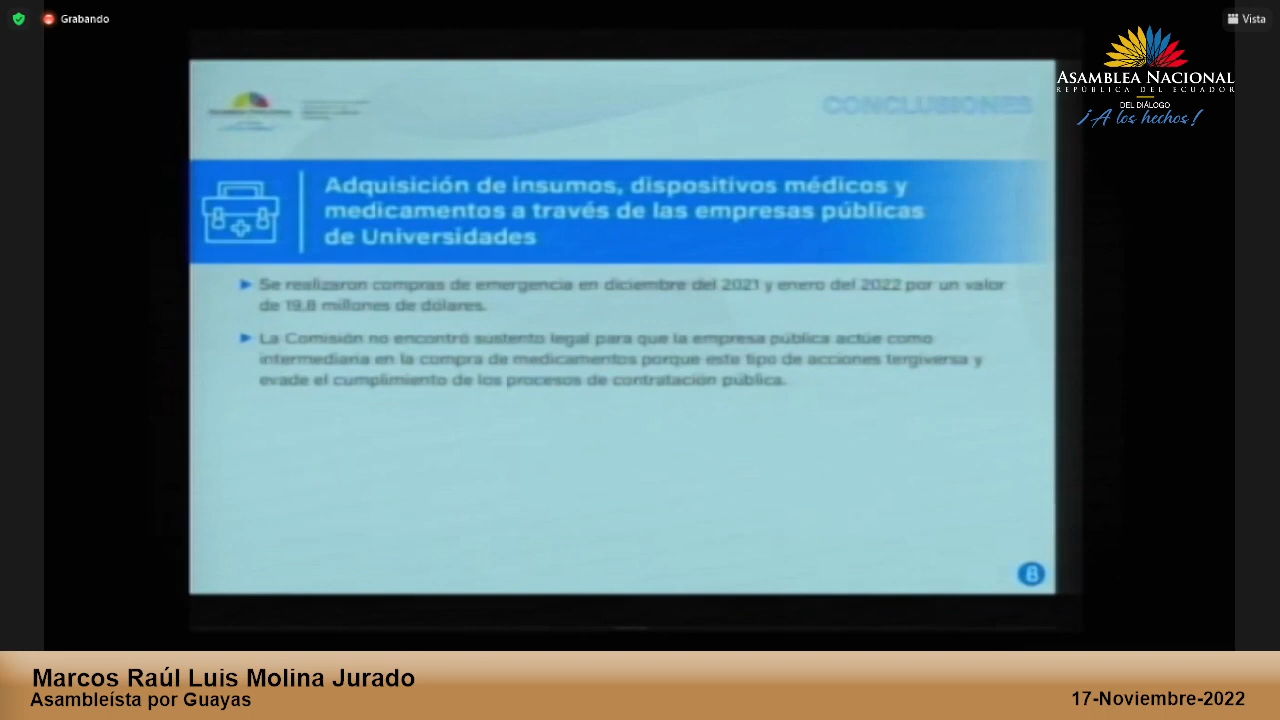 Grabando
Vista
ASAMBLEA NACIONAL
REPÚBLICA DEL ECUADOR
DEL DIÁLOGO
¡A los hechos!
CONCLUSIONES
Adquisición de insumos, dispositivos médicos y
medicamentos a través de las empresas públicas
de Universidades
Se realizaron compras de emergencia en diciembre del 2021 y enero del 2022 por un valor
de 19,8 millones de dólares.
La Comisión no encontró sustento legal para que la empresa pública actúe como
intermediaria en la compra de medicamentos porque este tipo de acciones tergiversa y
evade el cumplimiento de los procesos de contratación pública.
8
Marcos Raúl Luis Molina Jurado
Asambleísta por Guayas
17-Noviembre-2022